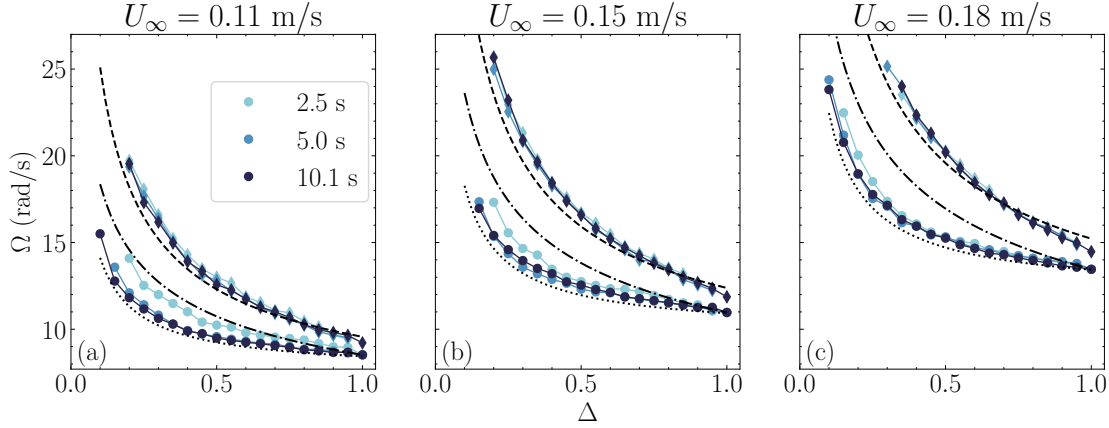 U∞ = 0.11 m/s
U∞ = 0.15 m/s
U∞ = 0.18 m/s
Ω (rad/s)
25
20
15
10
2.5 s
5.0 s
10.1 s
(a)
(b)
(c)
0.0 0.5 1.0
0.0 0.5 1.0
0.0 0.5 1.0
Δ